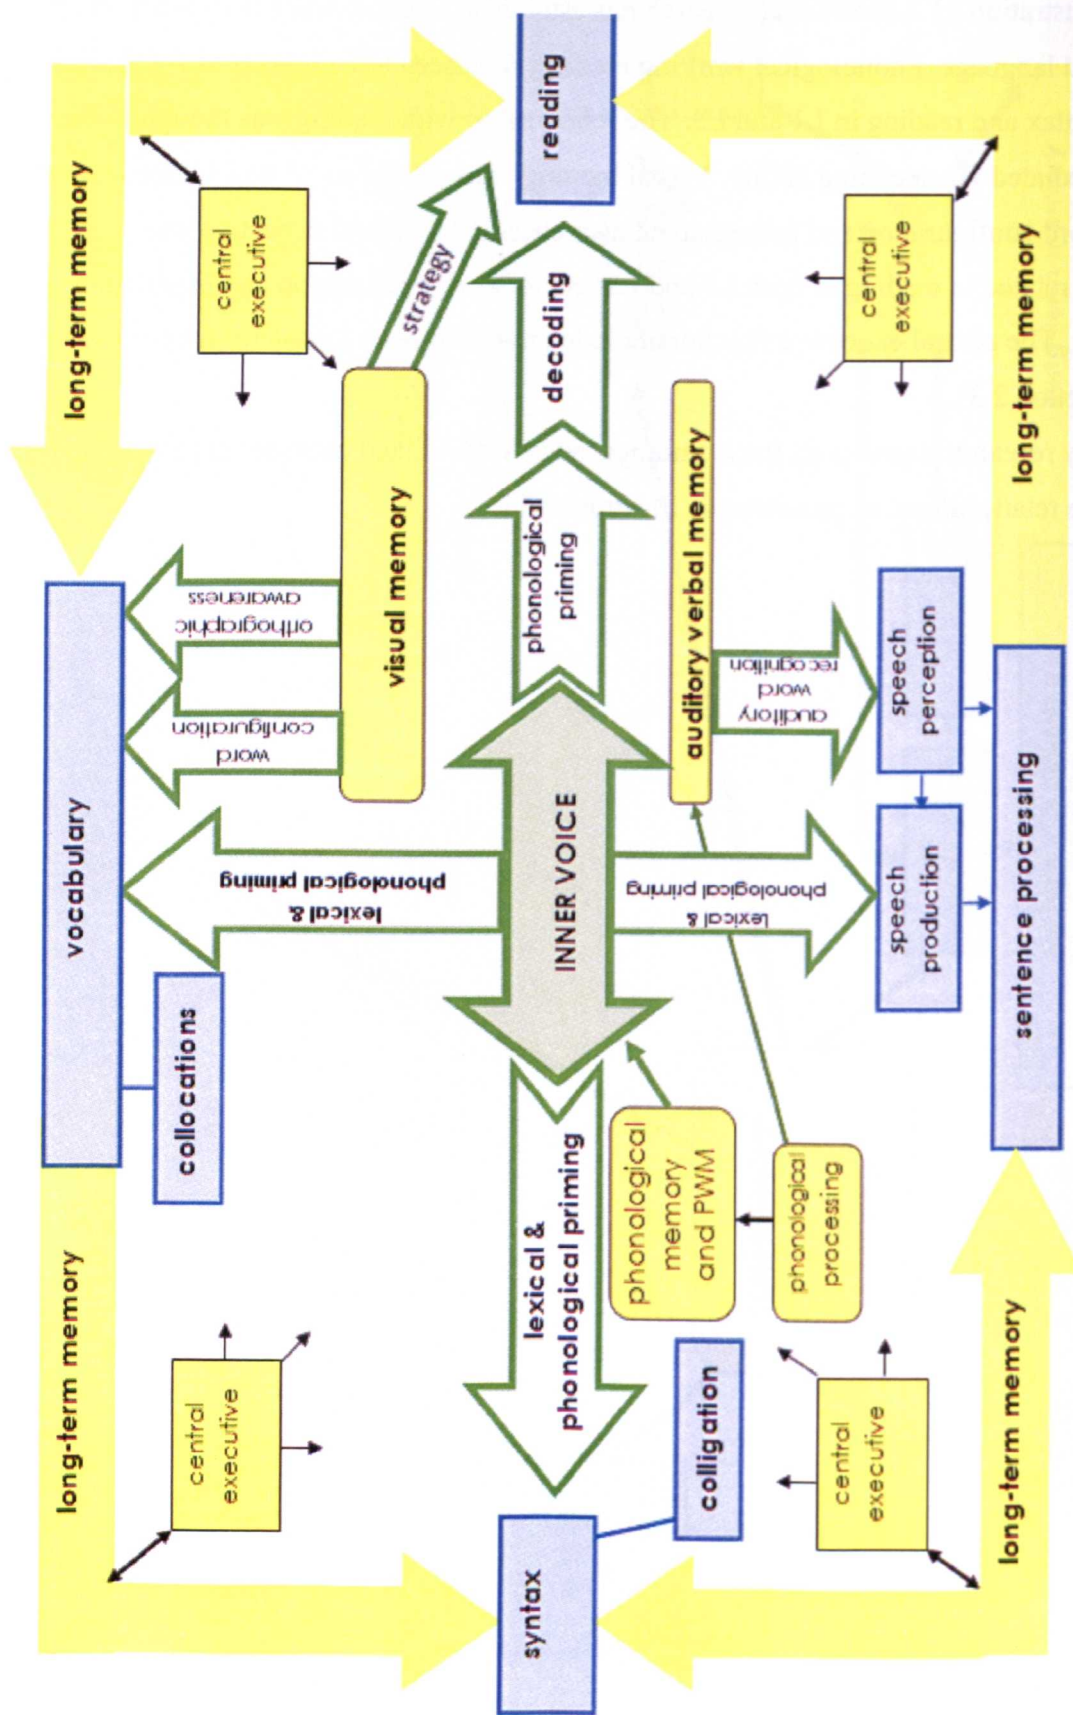 long-term memory
vocabulary
long-term memory
collocations
central
executive
central
executive
word
configuration
orthographic
awareness
lexical &
phonological priming
visual memory
strategy
syntax
lexical &
phonological priming
INNER VOICE
phonological
priming
decoding
reading
colligation
phonological
memory
and PWM
lexical &
phonological priming
auditory verbal memory
phonological
processing
auditory
word
recognition
central
executive
speech
production
speech
perception
central
executive
long-term memory
sentence processing
long-term memory